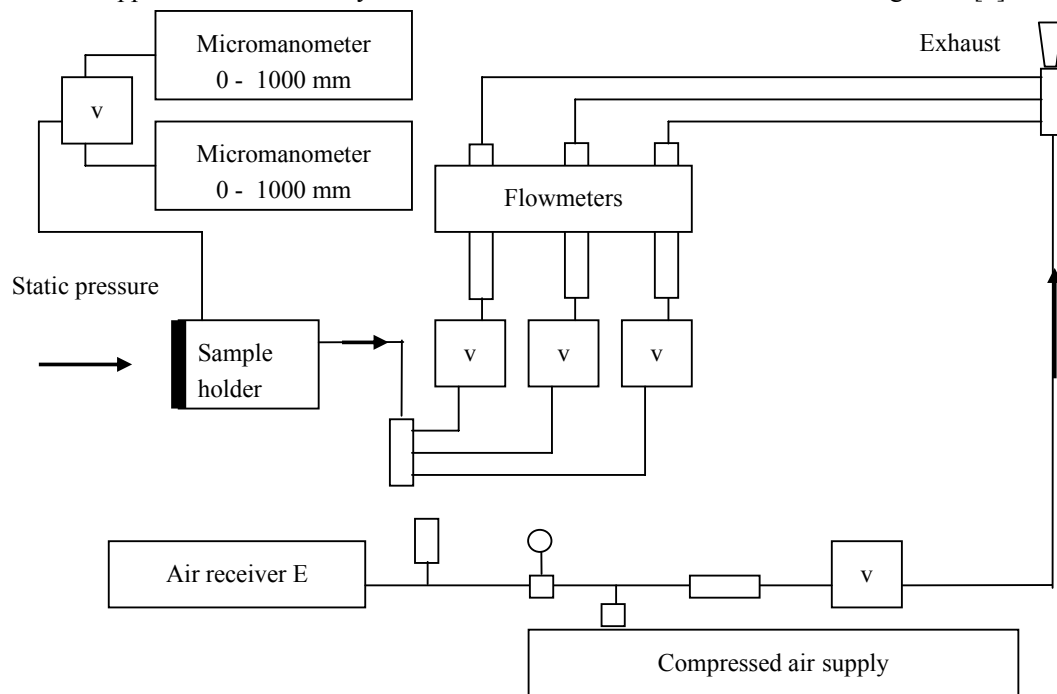 Micromanometer
0 - 1000 mm
Exhaust
v
Micromanometer
0 - 1000 mm
Flowmeters
Static pressure
Sample
holder
v
v
v
Air receiver E
v
Compressed air supply